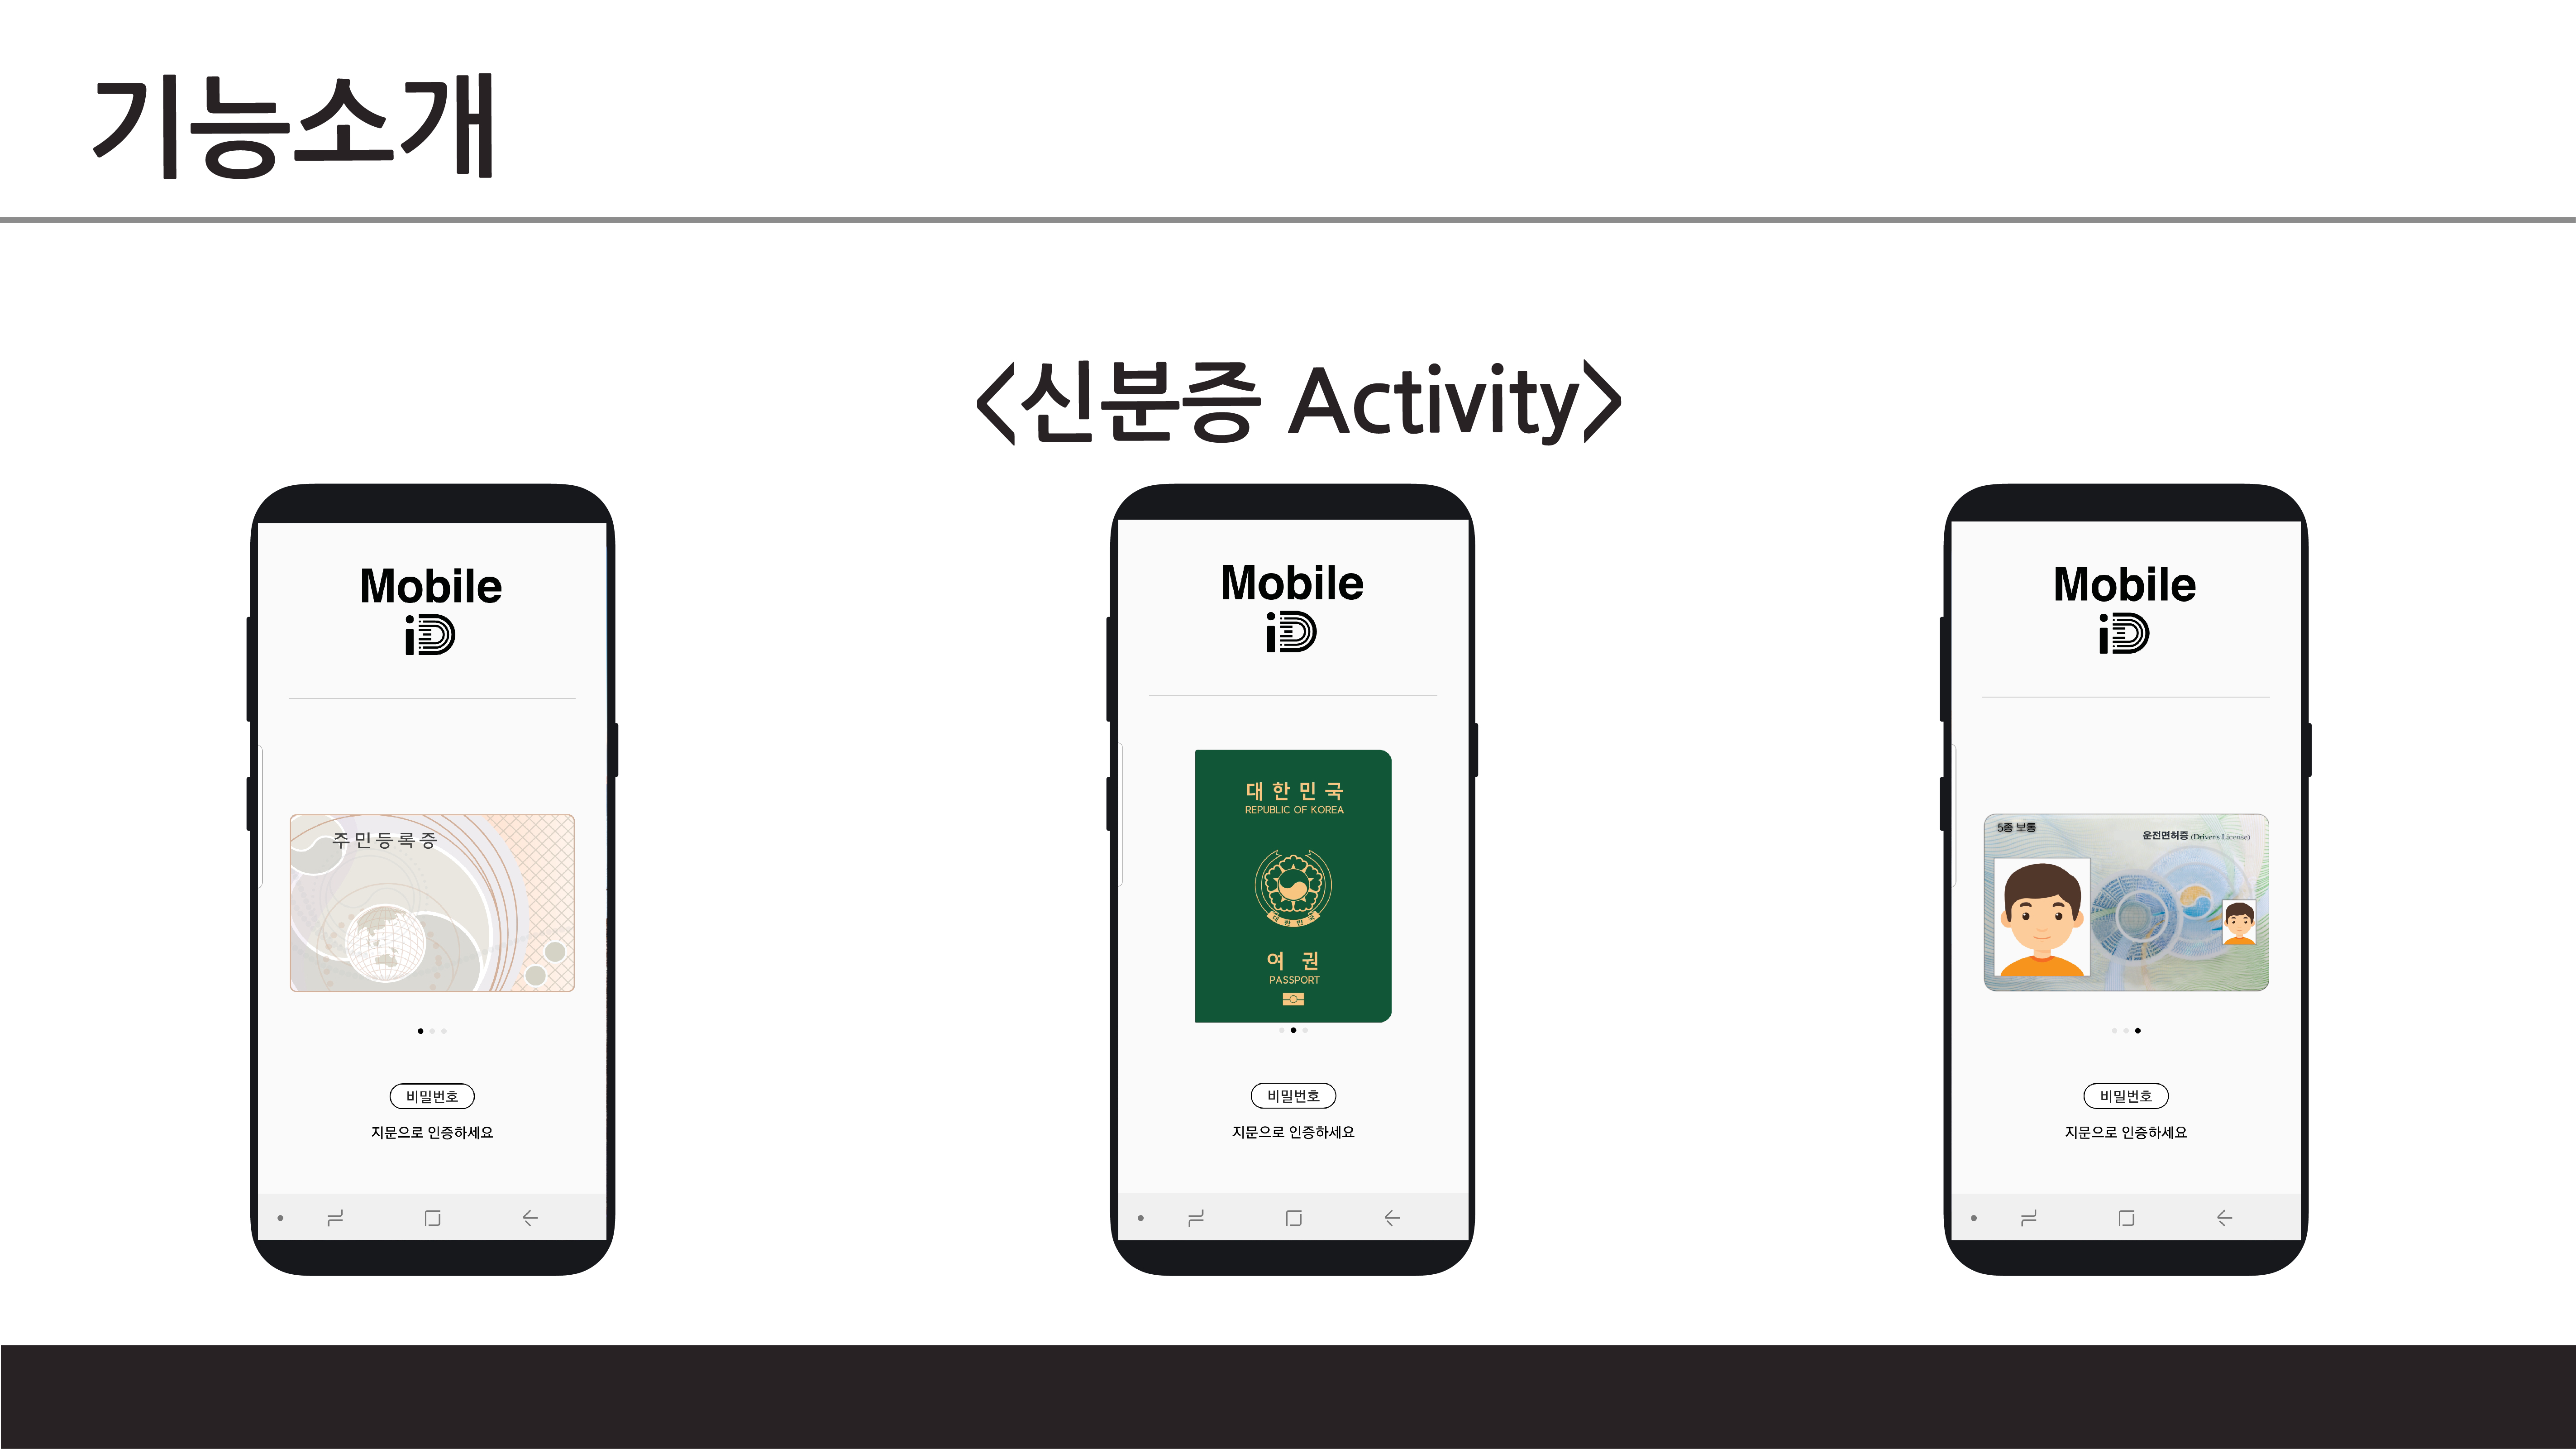 기능소개
<신분증 Activity>
Mobile
iD
주민등록증
비밀번호
지문으로 인증하세요
Mobile
iD
대한민국
REPUBLIC OF KOREA
대한민국
여 권
PASSPORT
비밀번호
지문으로 인증하세요
Mobile
iD
5종 보통
운전면허증 (Driver's License)
비밀번호
지문으로 인증하세요